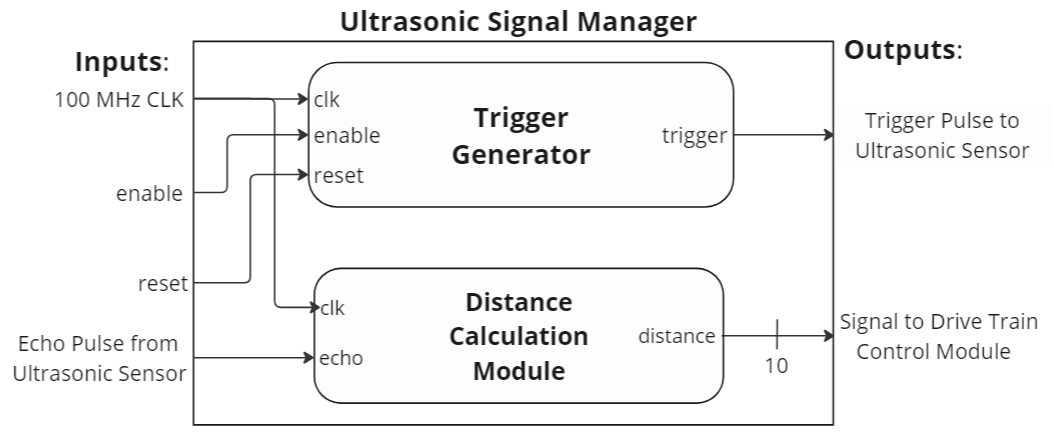 Ultrasonic Signal Manager
Inputs:
Outputs:
100 MHz CLK
clk
enable
reset
Trigger
Generator
trigger
Trigger Pulse to
Ultrasonic Sensor
enable
reset
clk
echo
Distance
Calculation
Module
distance
10
Signal to Drive Train
Control Module
Echo Pulse from
Ultrasonic Sensor